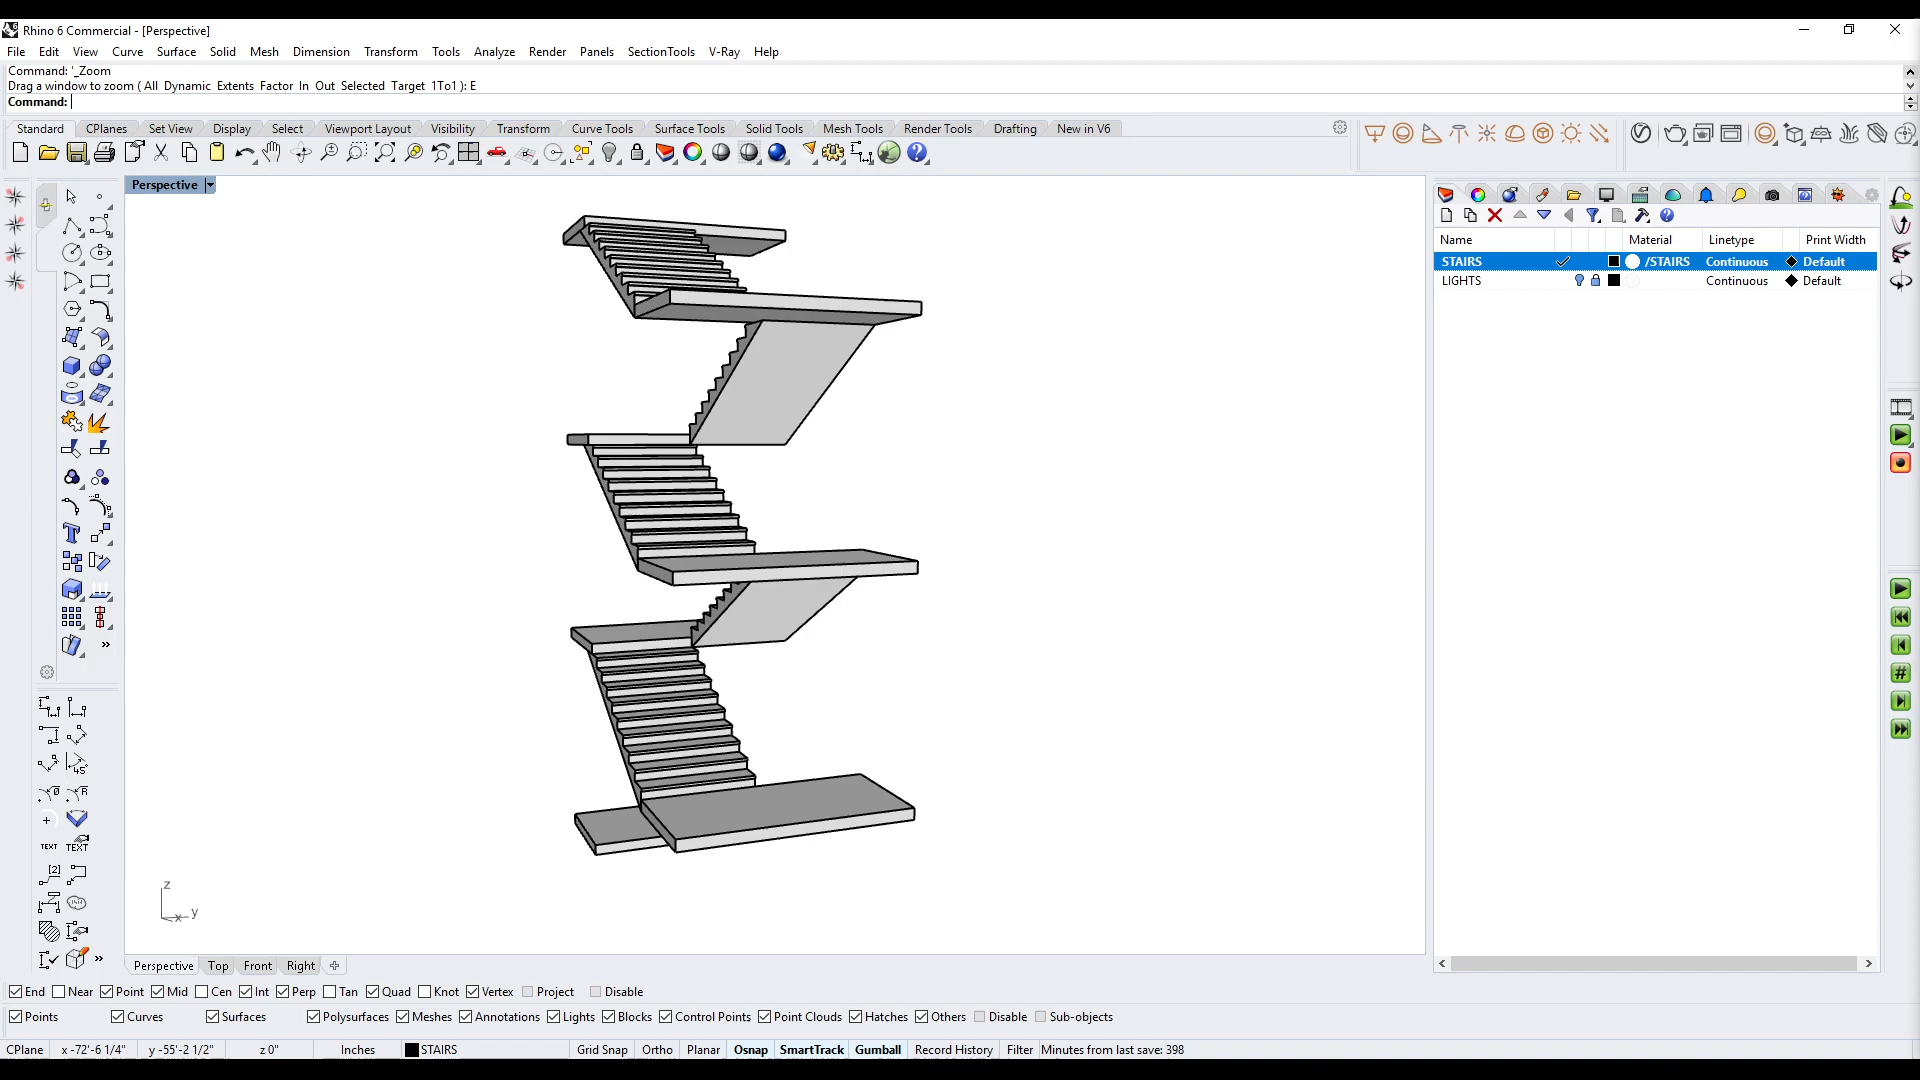 Rhino 6 Commercial - [Perspective]
File Edit View Curve Surface Solid Mesh Dimension Transform Tools Analyze Render Panels SectionTools V-Ray Help
Command: '_Zoom
Drag a window to zoom ( All Dynamic Extents Factor In Out Selected Target 1To1 ): E
Command:
Standard CPlanes Set View Display Select Viewport Layout Visibility Transform Curve Tools Surface Tools Solid Tools Mesh Tools Render Tools Drafting New in V6
Perspective
Name Material Linetype Print Width
STAIRS /STAIRS Continuous Default
LIGHTS Continuous Default
TEXT TEXT
z
x y
Perspective Top Front Right
End Near Point Mid Cen Int Perp Tan Quad Knot Vertex Project Disable
Points Curves Surfaces Polysurfaces Meshes Annotations Lights Blocks Control Points Point Clouds Hatches Others Disable Sub-objects
CPlane x -72'-6 1/4" y -55'-2 1/2" z 0" Inches STAIRS Grid Snap Ortho Planar Osnap SmartTrack Gumball Record History Filter Minutes from last save: 398